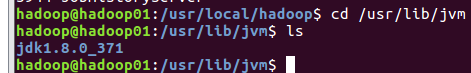 hadoop@hadoop01:/usr/local/hadoop$ cd /usr/lib/jvm
hadoop@hadoop01:/usr/lib/jvm$ ls
jdk1.8.0_371
hadoop@hadoop01:/usr/lib/jvm$